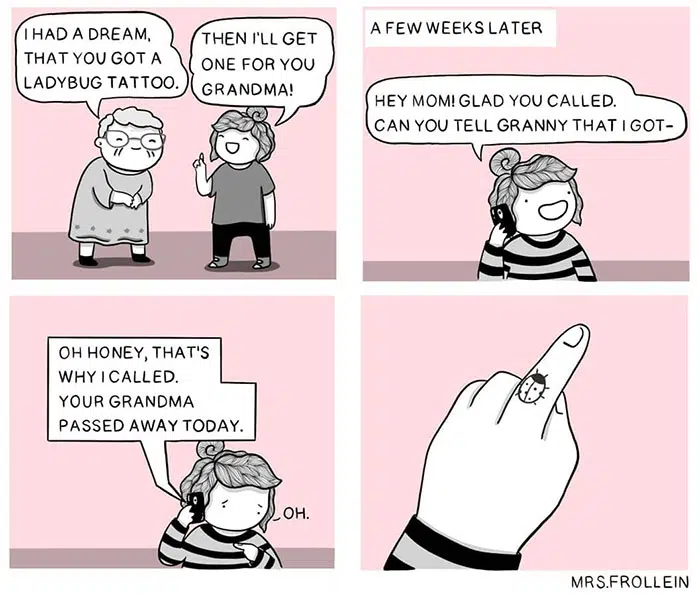 I HAD A DREAM,
THAT YOU GOT A
LADYBUG TATTOO.
THEN I'LL GET
ONE FOR YOU
GRANDMA!
A FEW WEEKS LATER
HEY MOM! GLAD YOU CALLED.
CAN YOU TELL GRANNY THAT I GOT-
OH HONEY, THAT'S
WHY I CALLED.
YOUR GRANDMA
PASSED AWAY TODAY.
OH.
MRS.FROLLEIN